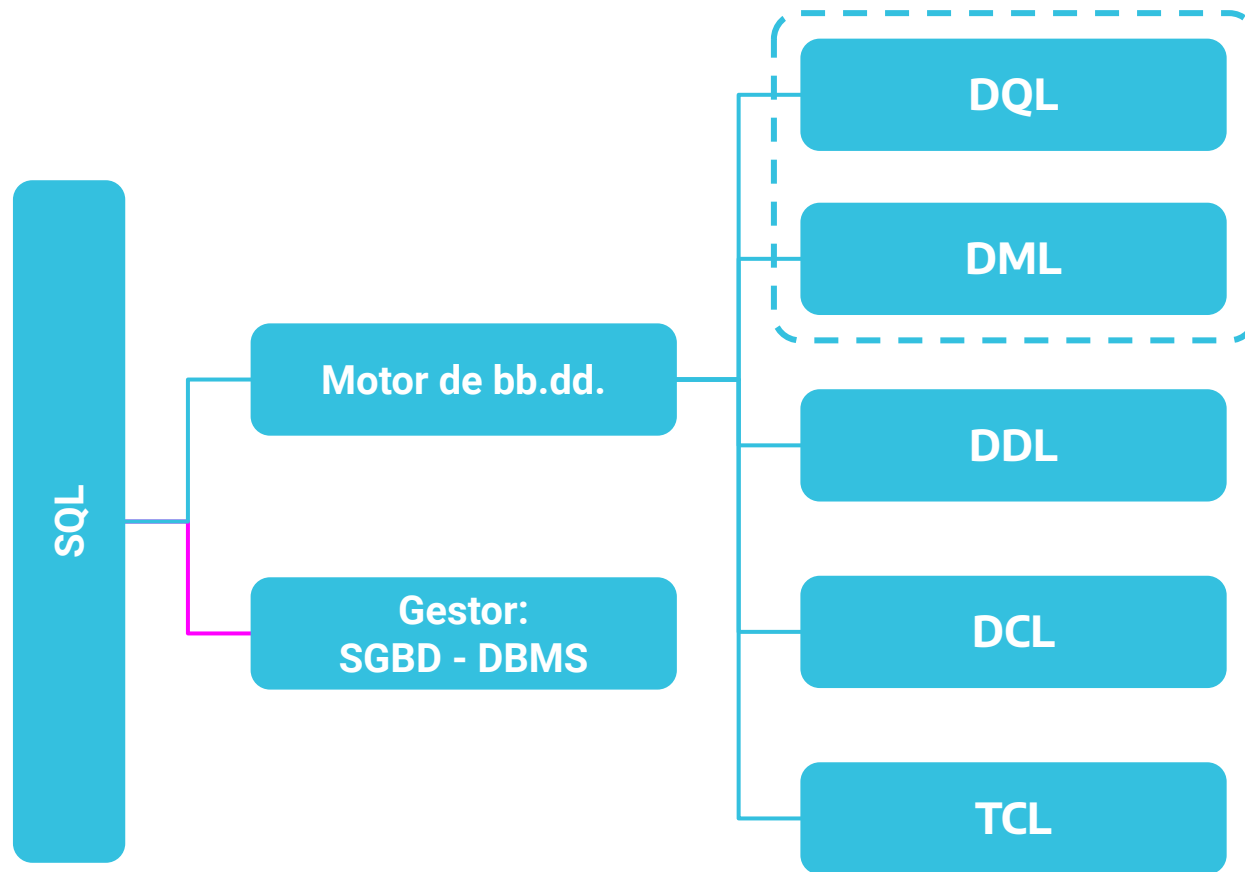 SQL
Motor de bb.dd.
Gestor:
SGBD - DBMS
DQL
DML
DDL
DCL
TCL